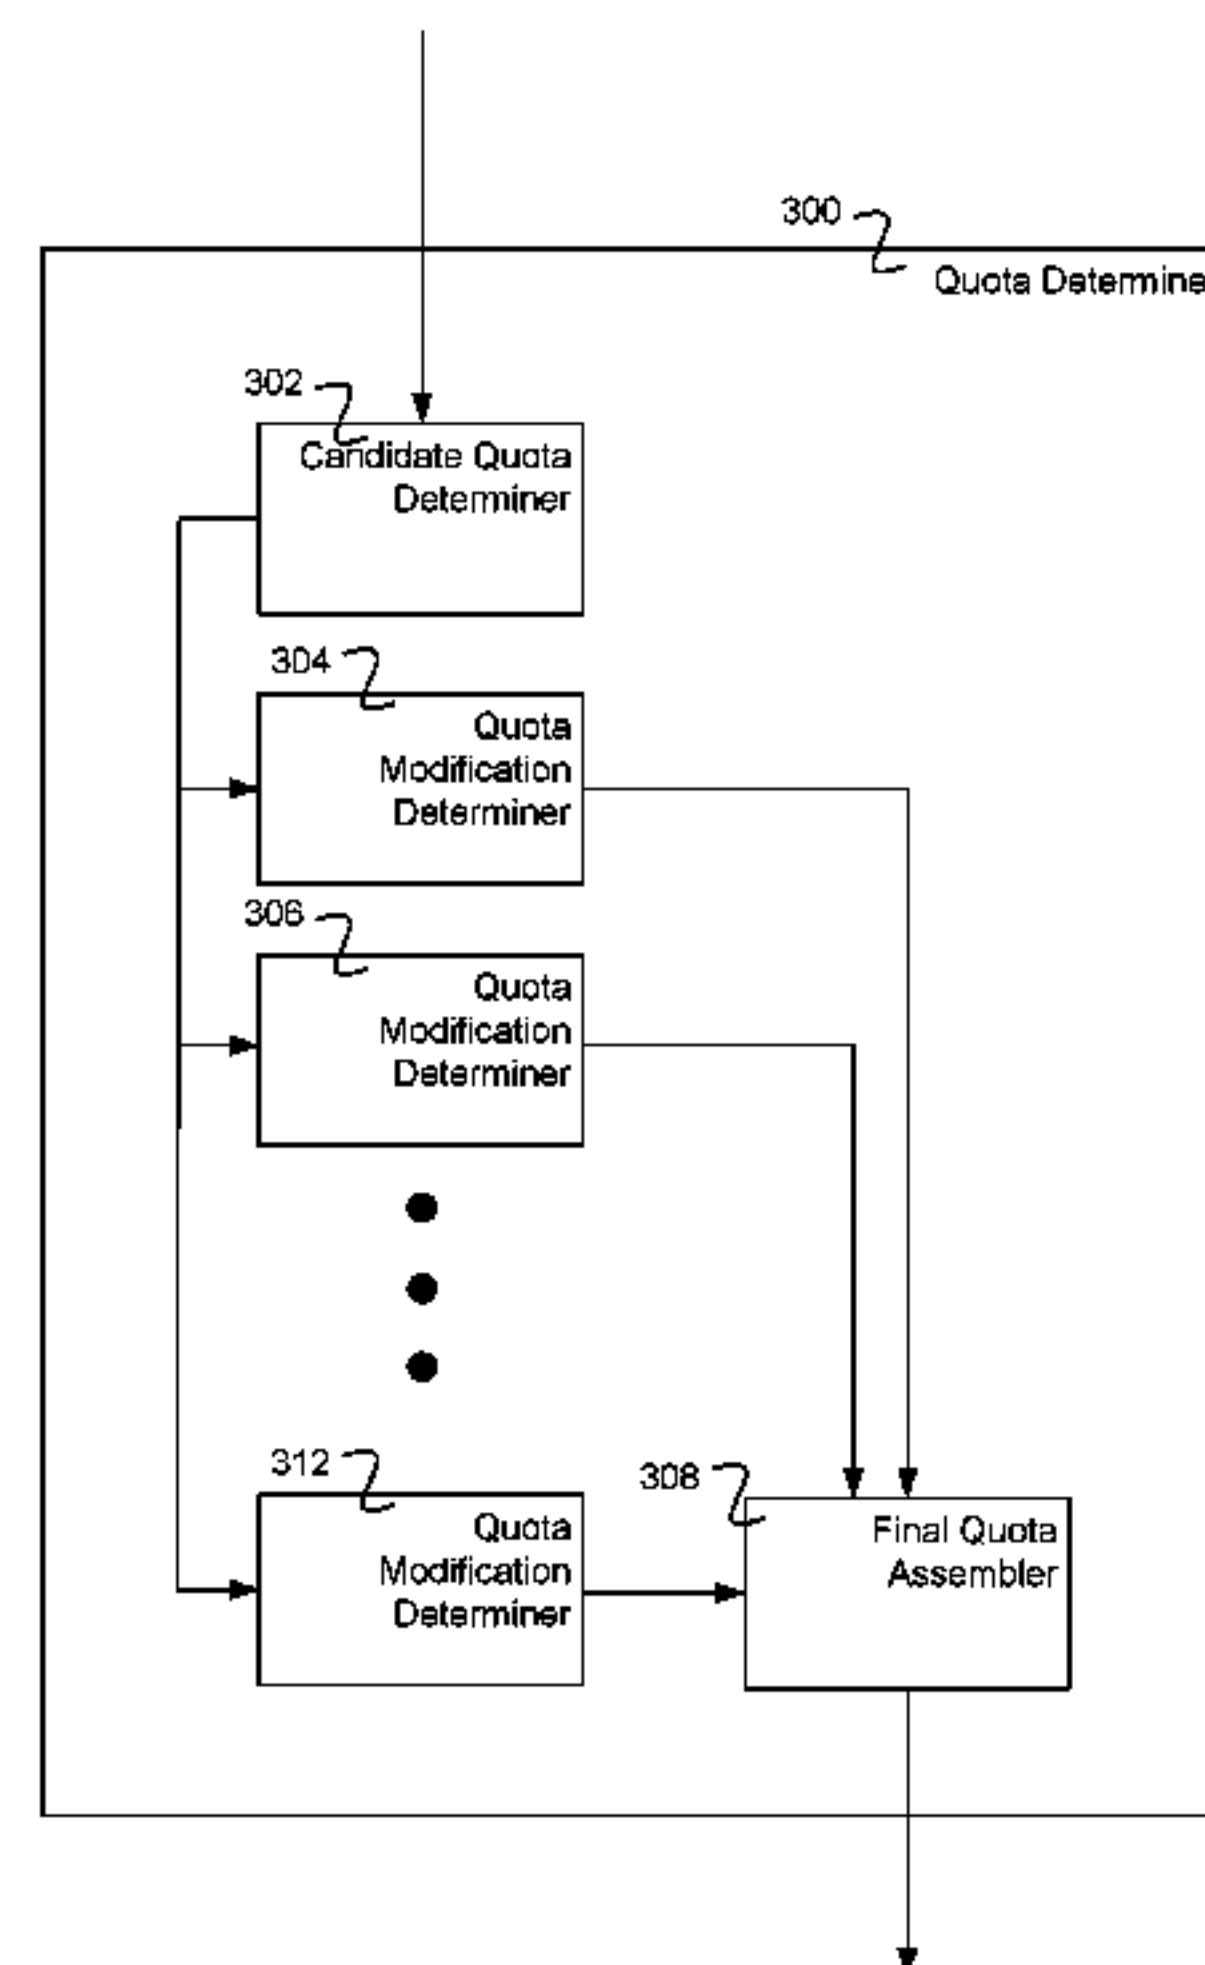 300
Quota Determine
302
Candidate Quota
Determiner
304
Quota
Modification
Determiner
306
Quota
Modification
Determiner
312
Quota
Modification
Determiner
308
Final Quota
Assembler